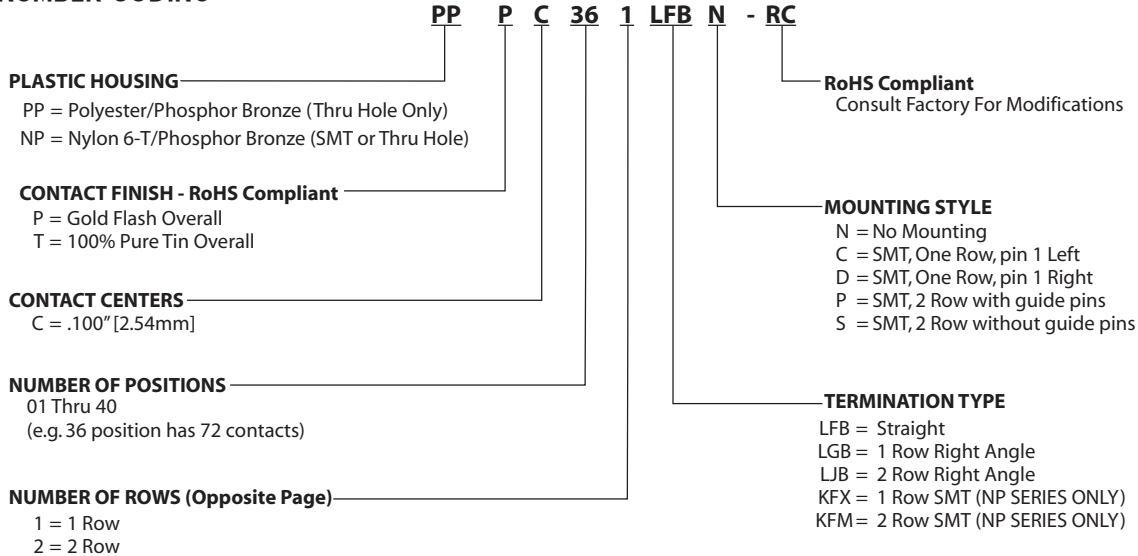 PP P C 36 1 LFB N - RC
PLASTIC HOUSING
PP = Polyester/Phosphor Bronze (Thru Hole Only)
NP = Nylon 6-T/Phosphor Bronze (SMT or Thru Hole)
CONTACT FINISH - RoHS Compliant
P = Gold Flash Overall
T = 100% Pure Tin Overall
CONTACT CENTERS
C = .100" [2.54mm]
NUMBER OF POSITIONS
01 Thru 40
(e.g. 36 position has 72 contacts)
NUMBER OF ROWS (Opposite Page)
1 = 1 Row
2 = 2 Row
RoHS Compliant
Consult Factory For Modifications
MOUNTING STYLE
N = No Mounting
C = SMT, One Row, pin 1 Left
D = SMT, One Row, pin 1 Right
P = SMT, 2 Row with guide pins
S = SMT, 2 Row without guide pins
TERMINATION TYPE
LFB = Straight
LGB = 1 Row Right Angle
LJB = 2 Row Right Angle
KFX = 1 Row SMT (NP SERIES ONLY)
KFM = 2 Row SMT (NP SERIES ONLY)